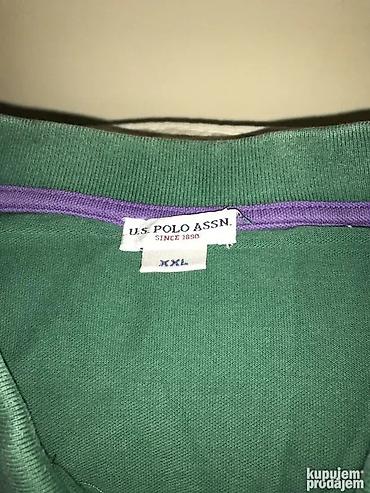 U.S. POLO ASSN.
SINCE 1890
XXL
kupujem
prodajem